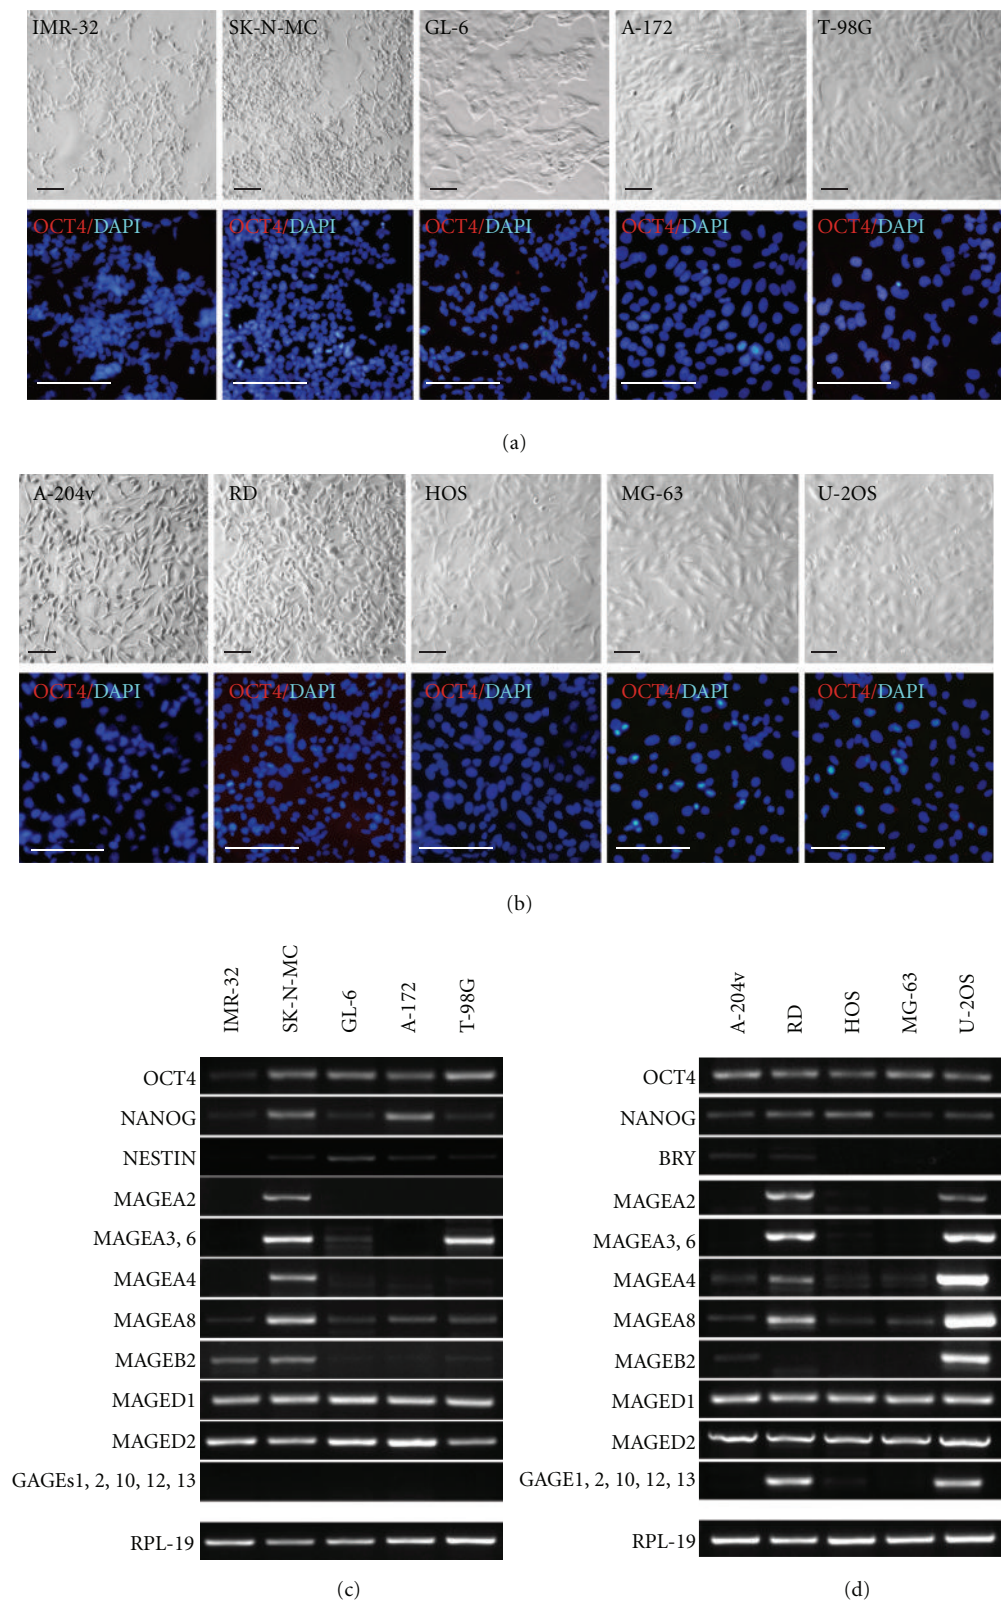 IMR-32 SK-N-MC GL-6 A-172 T-98G
OCT4/DAPI OCT4/DAPI OCT4/DAPI OCT4/DAPI OCT4/DAPI
(a)
A-204v RD HOS MG-63 U-2OS
OCT4/DAPI OCT4/DAPI OCT4/DAPI OCT4/DAPI OCT4/DAPI
(b)
IMR-32 SK-N-MC GL-6 A-172 T-98G
OCT4
NANOG
NESTIN
MAGEA2
MAGEA3, 6
MAGEA4
MAGEA8
MAGEB2
MAGED1
MAGED2
GAGEs1, 2, 10, 12, 13
RPL-19
(c)
A-204v RD HOS MG-63 U-2OS
OCT4
NANOG
BRY
MAGEA2
MAGEA3, 6
MAGEA4
MAGEA8
MAGEB2
MAGED1
MAGED2
GAGE1, 2, 10, 12, 13
RPL-19
(d)